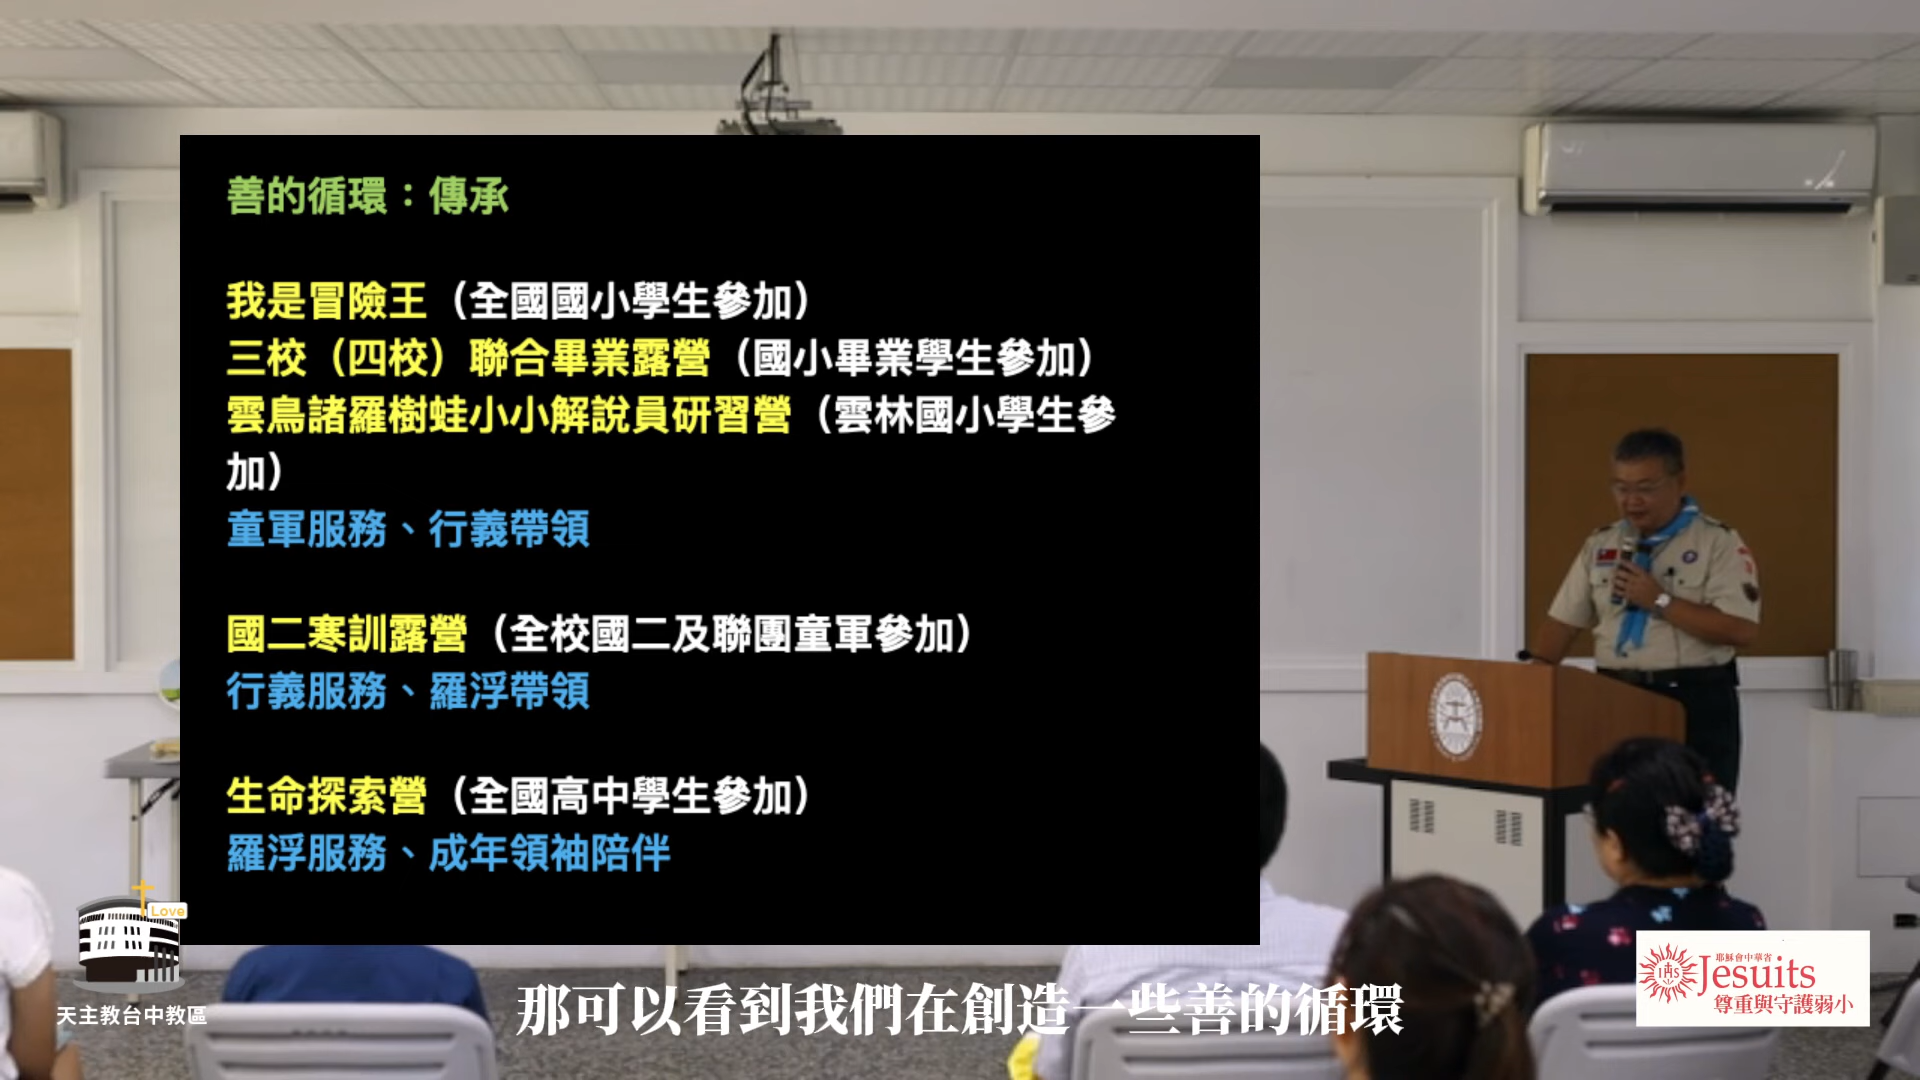 善的循環：傳承
我是冒險王（全國國小學生參加）
三校（四校）聯合畢業露營（國小畢業學生參加）
雲鳥諸羅樹蛙小小解說員研習營（雲林國小學生參
加）
童軍服務、行義帶領
國二寒訓露營（全校國二及聯團童軍參加）
行義服務、羅浮帶領
生命探索營（全國高中學生參加）
羅浮服務、成年領袖陪伴
Love
天主教台中教區
那可以看到我們在創造一些善的循環
IHS
耶穌會中華省
Jesuits
尊重與守護弱小